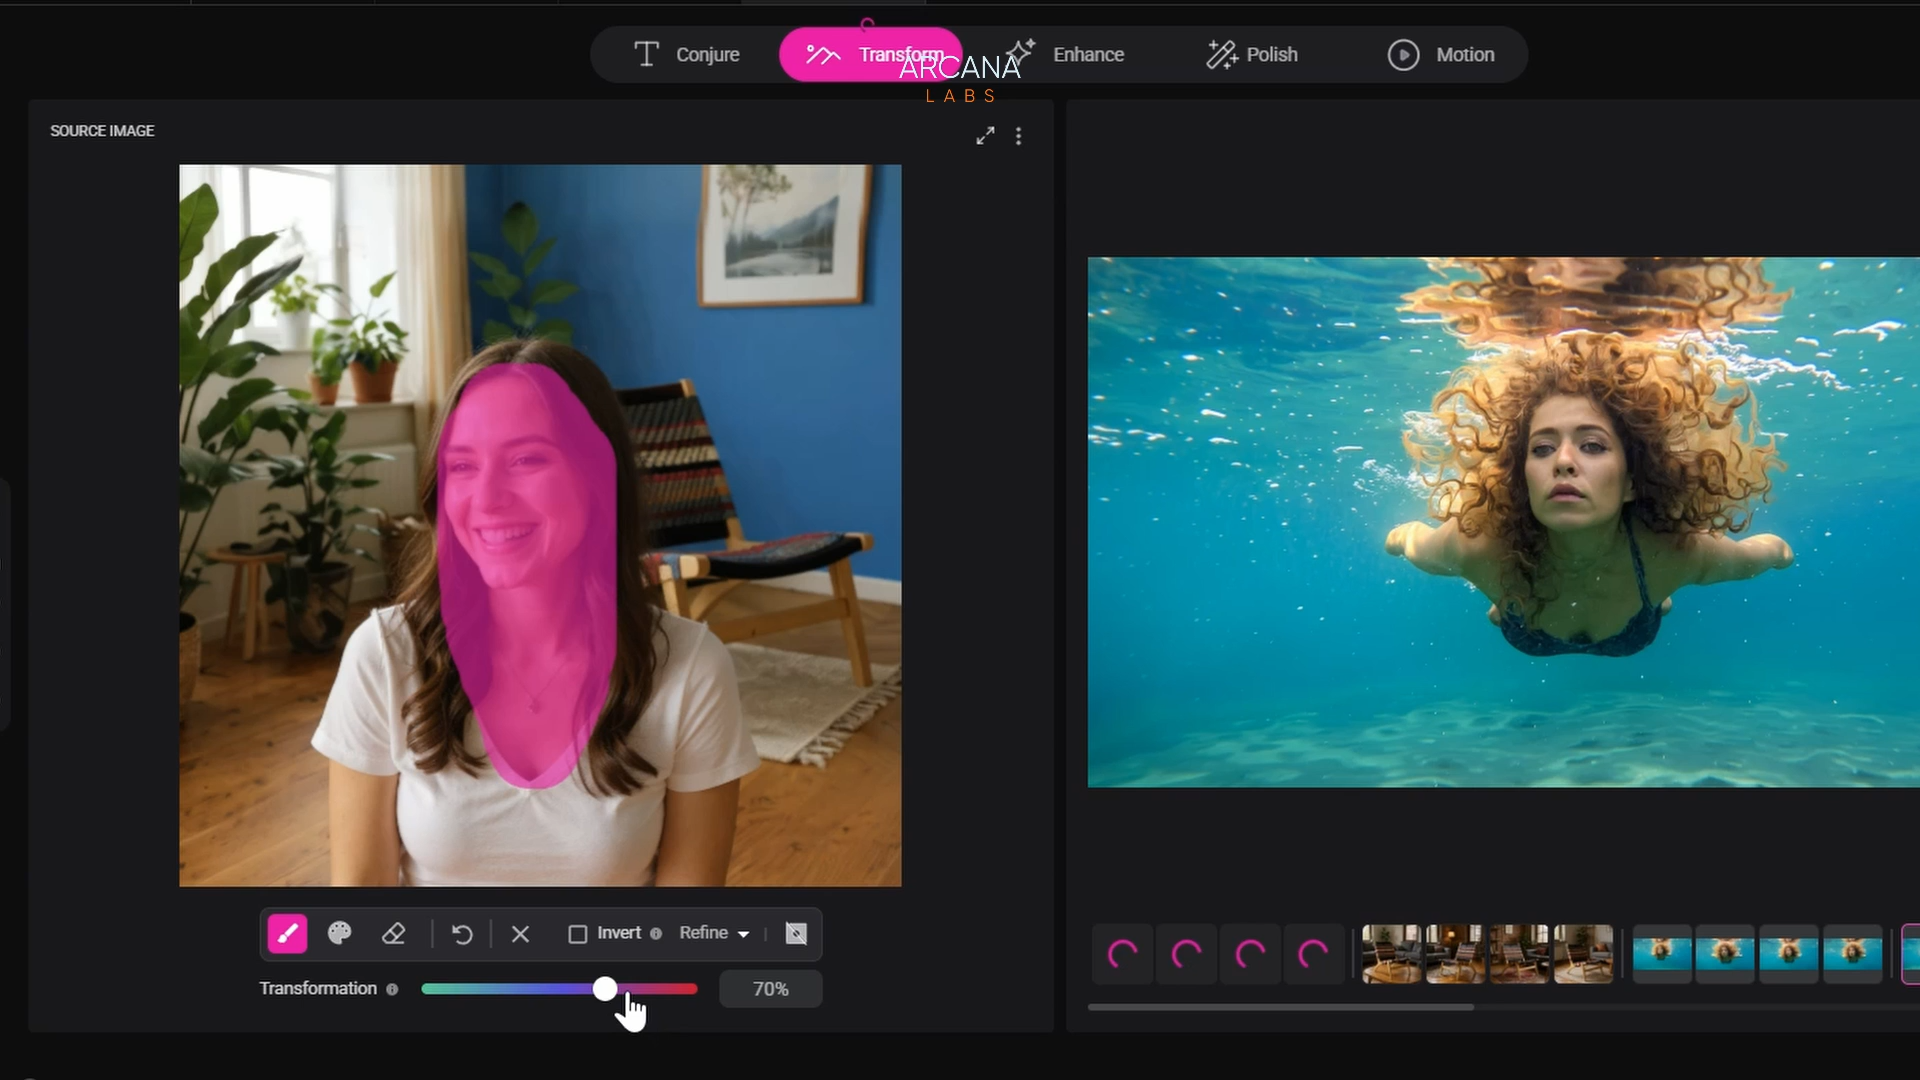 Conjure
Transform
Enhance
Polish
Motion
ARCANA
LABS
SOURCE IMAGE
Invert
Refine
Transformation
70%